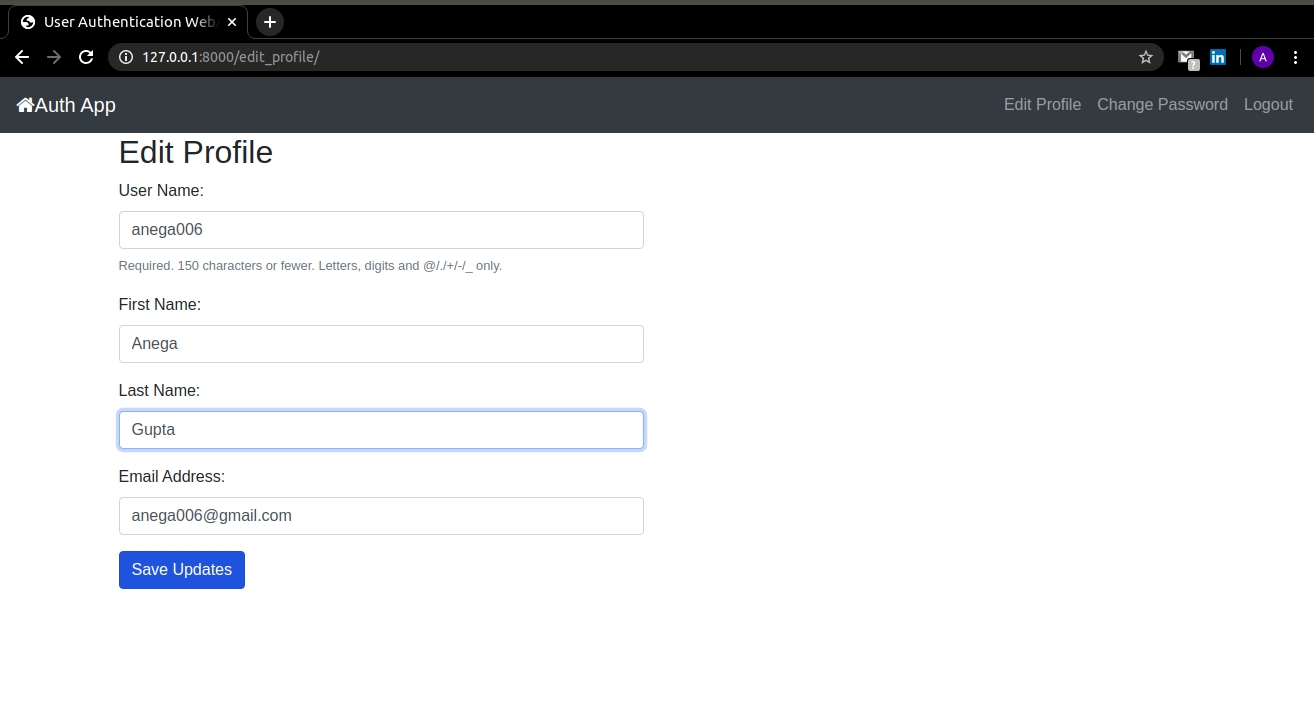 User Authentication Web
127.0.0.1:8000/edit_profile/
?
in
A
Auth App
Edit Profile
Change Password
Logout
Edit Profile
User Name:
anega006
Required. 150 characters or fewer. Letters, digits and @/./+/-/_ only.
First Name:
Anega
Last Name:
Gupta
Email Address:
anega006@gmail.com
Save Updates